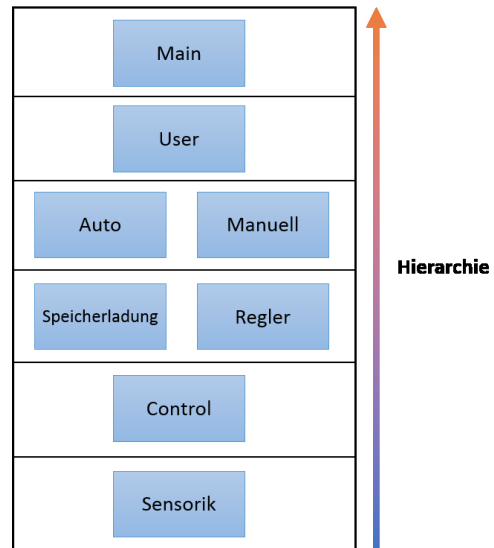 Main
User
Auto
Manuell
Hierarchie
Speicherladung
Regler
Control
Sensorik